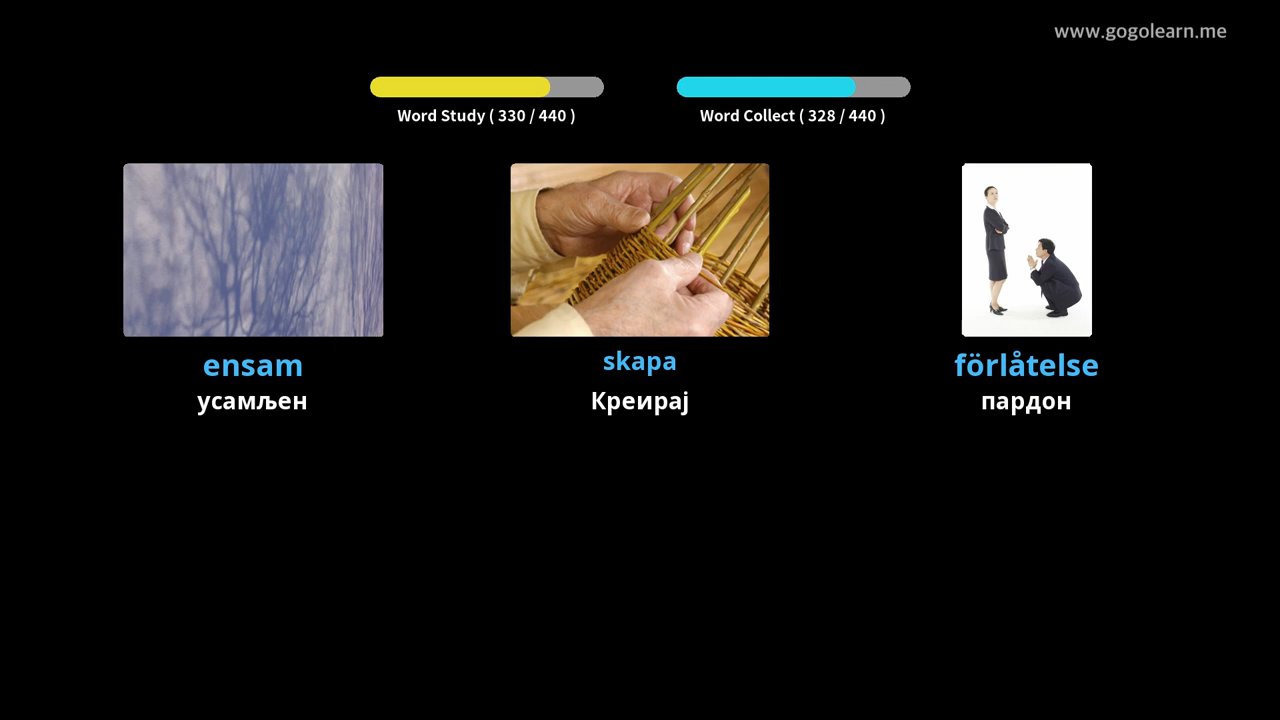 www.gogolearn.me
Word Study ( 330 / 440 )
Word Collect ( 328 / 440 )
ensam
усамљен
skapa
Креирај
förlåtelse
пардон